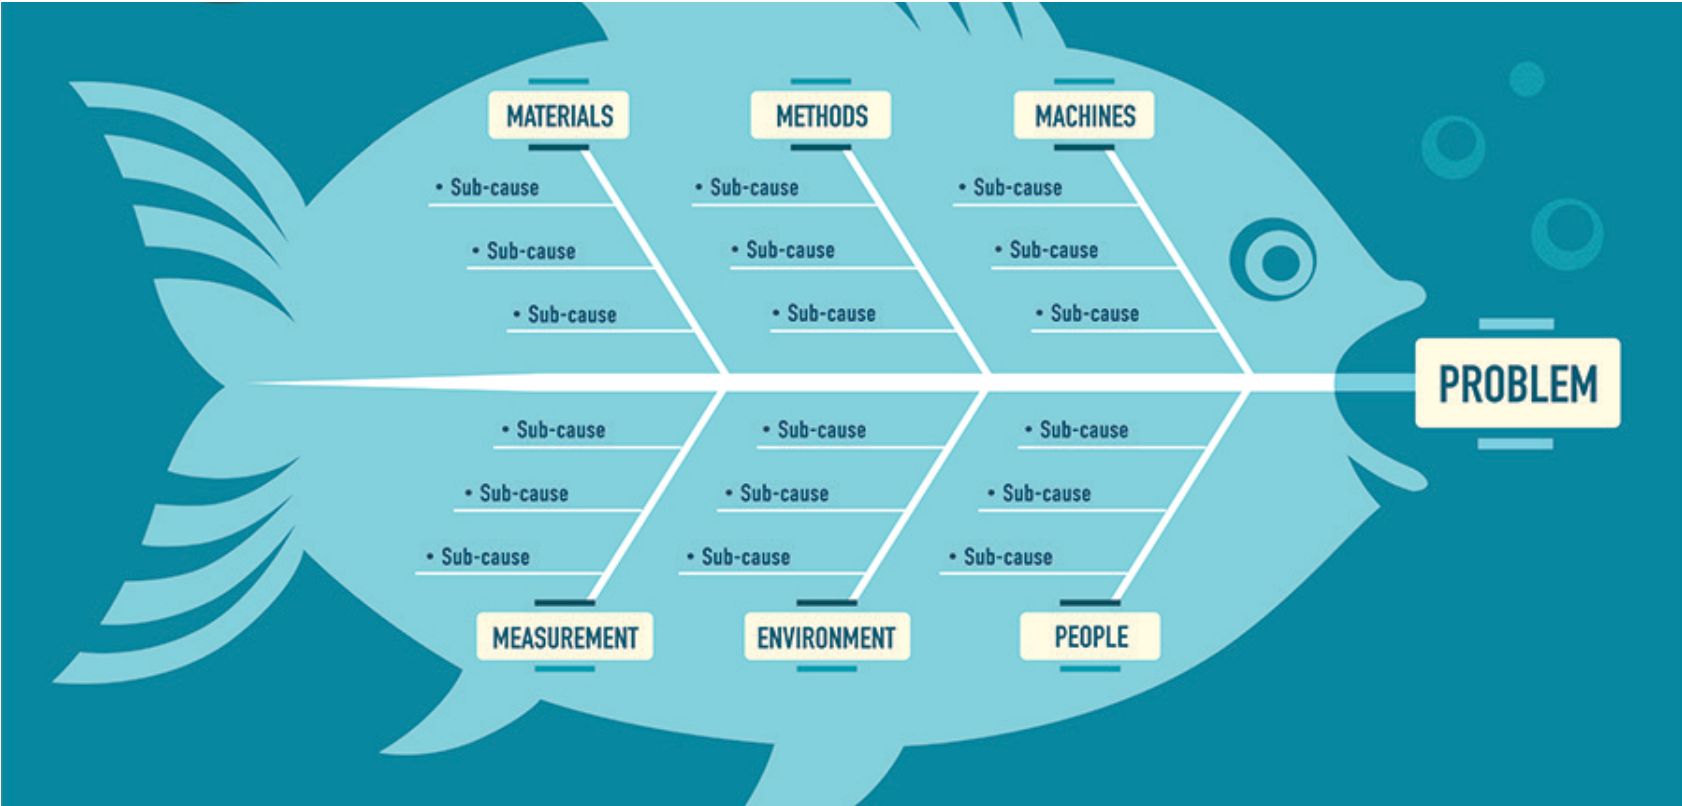 MATERIALS METHODS MACHINES
• Sub-cause • Sub-cause • Sub-cause
• Sub-cause • Sub-cause • Sub-cause
• Sub-cause • Sub-cause • Sub-cause
PROBLEM
• Sub-cause • Sub-cause • Sub-cause
• Sub-cause • Sub-cause • Sub-cause
• Sub-cause • Sub-cause • Sub-cause
MEASUREMENT ENVIRONMENT PEOPLE